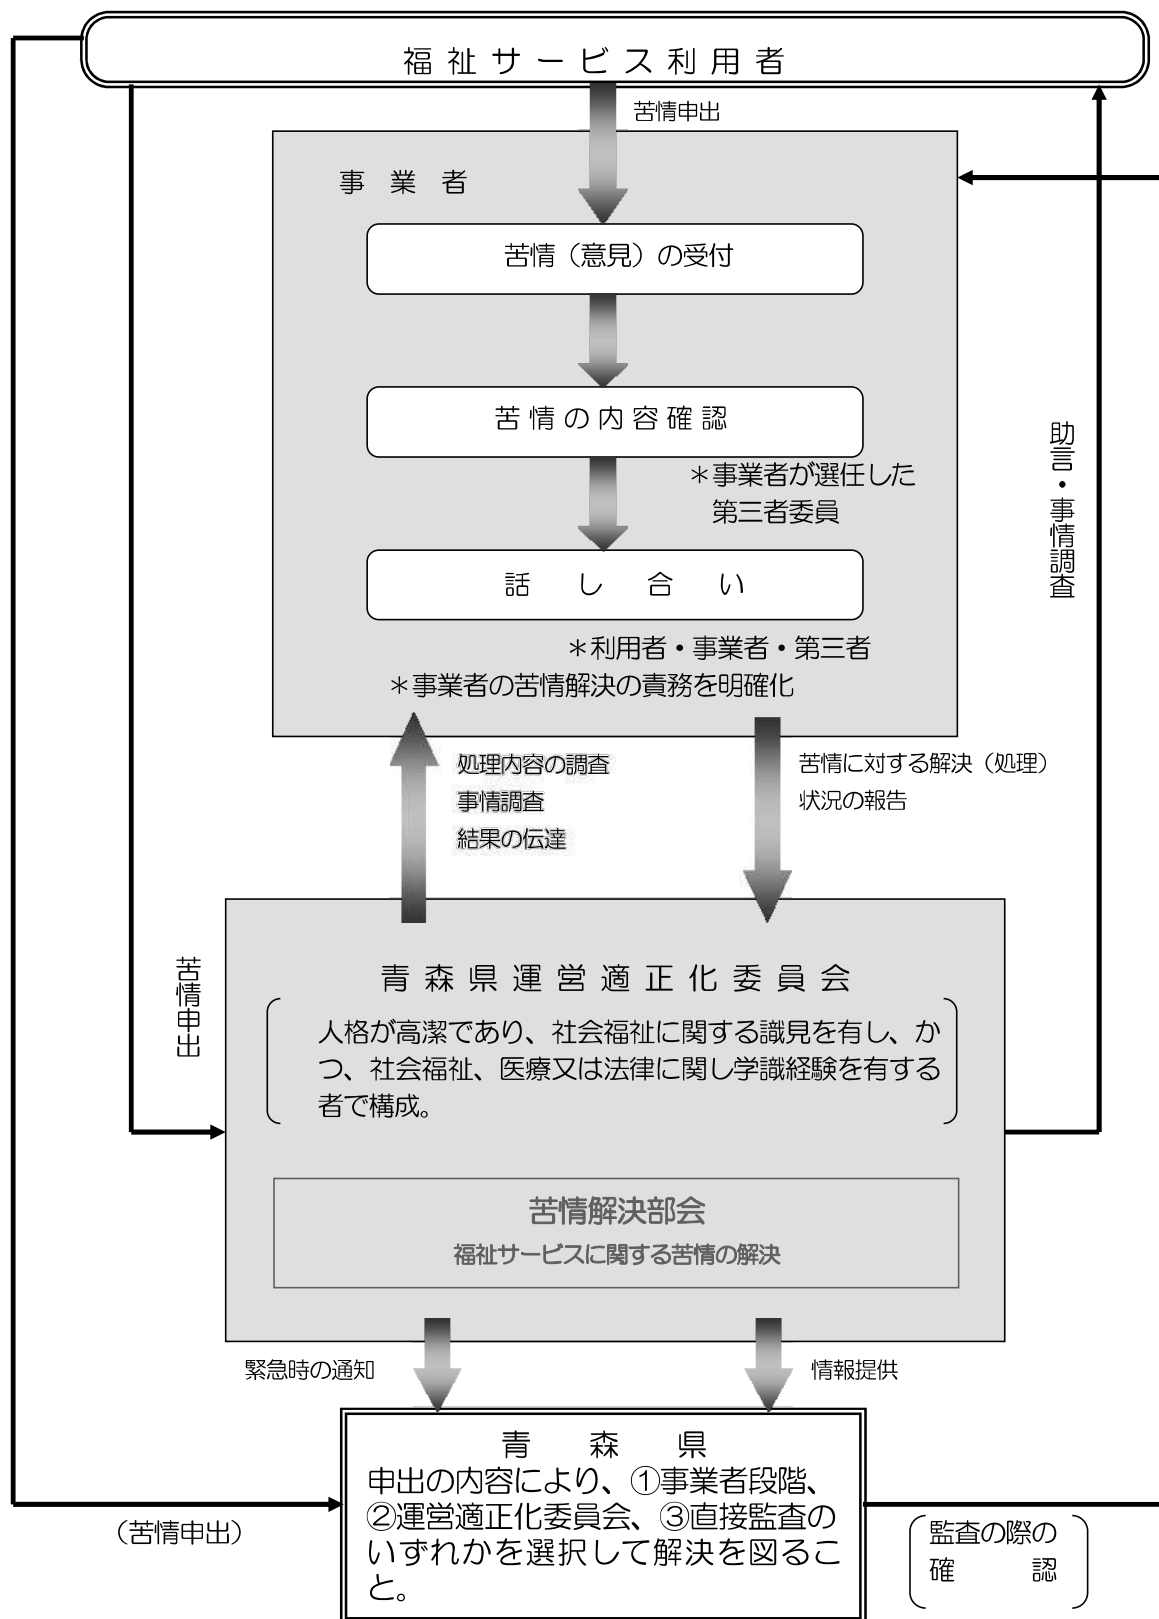 福祉サービス利用者
苦情申出
事業者
苦情（意見）の受付
苦情の内容確認
＊事業者が選任した
第三者委員
話し合い
＊利用者・事業者・第三者
＊事業者の苦情解決の責務を明確化
助言・事情調査
処理内容の調査
事情調査
結果の伝達
苦情に対する解決（処理）
状況の報告
苦情申出
青森県運営適正化委員会
人格が高潔であり、社会福祉に関する識見を有し、か
つ、社会福祉、医療又は法律に関し学識経験を有する
者で構成。
苦情解決部会
福祉サービスに関する苦情の解決
緊急時の通知
情報提供
青森県
申出の内容により、①事業者段階、
②運営適正化委員会、③直接監査の
いずれかを選択して解決を図るこ
と。
（苦情申出）
監査の際の
確認